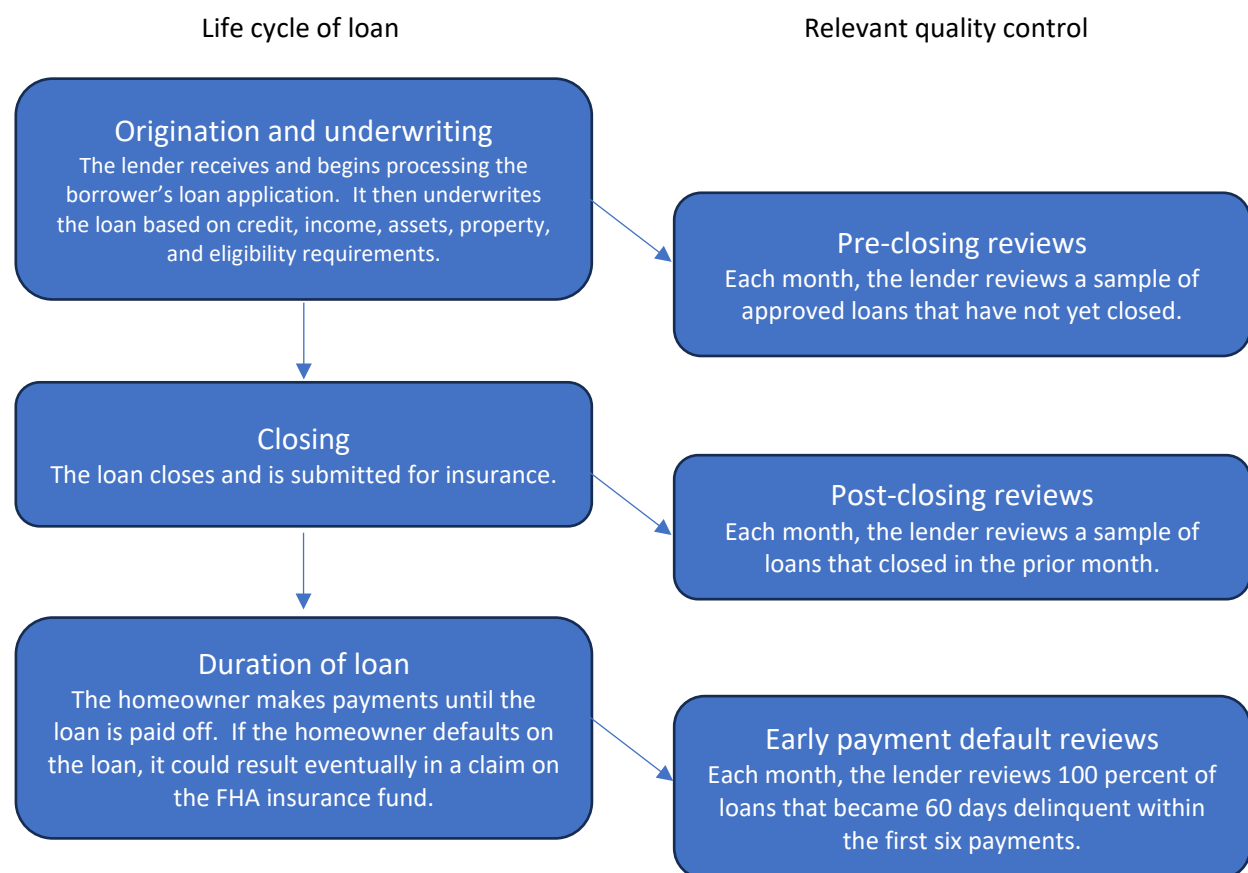 Life cycle of loan
Relevant quality control
Origination and underwriting
The lender receives and begins processing the
borrower's loan application.  It then underwrites
the loan based on credit, income, assets, property,
and eligibility requirements.
Pre-closing reviews
Each month, the lender reviews a sample of
approved loans that have not yet closed.
Closing
The loan closes and is submitted for insurance.
Post-closing reviews
Each month, the lender reviews a sample of
loans that closed in the prior month.
Duration of loan
The homeowner makes payments until the
loan is paid off.  If the homeowner defaults on
the loan, it could result eventually in a claim on
the FHA insurance fund.
Early payment default reviews
Each month, the lender reviews 100 percent of
loans that became 60 days delinquent within
the first six payments.